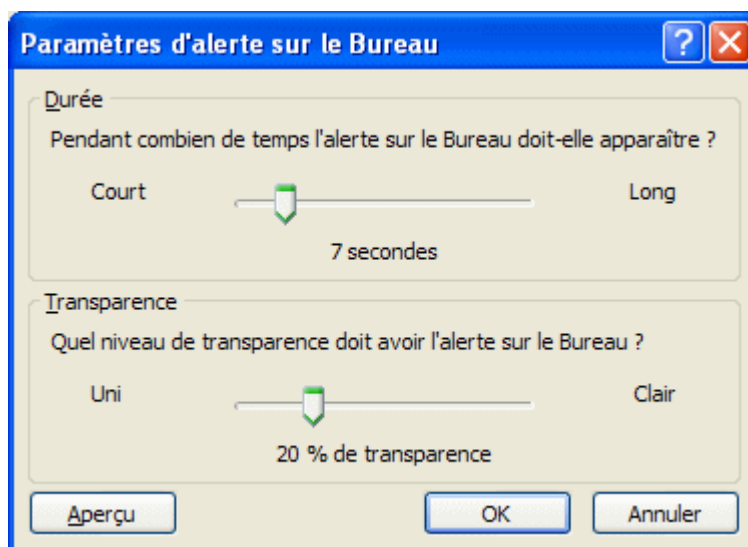 Paramètres d'alerte sur le Bureau
?
Durée
Pendant combien de temps l'alerte sur le Bureau doit-elle apparaître ?
Court
Long
7 secondes
Transparence
Quel niveau de transparence doit avoir l'alerte sur le Bureau ?
Uni
Clair
20 % de transparence
Aperçu
OK
Annuler